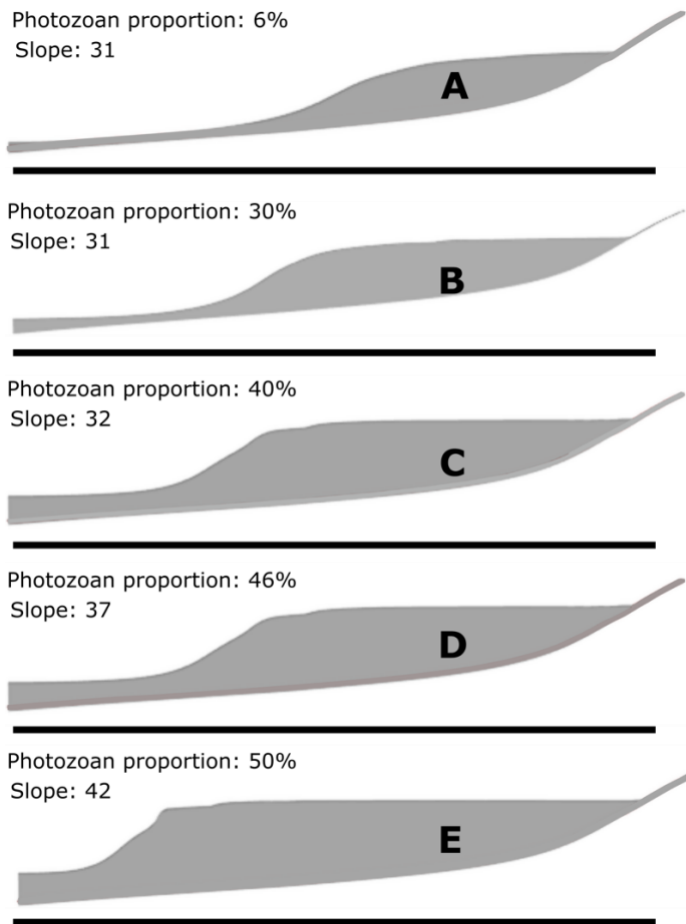 Photozoan proportion: 6%
Slope: 31
A
Photozoan proportion: 30%
Slope: 31
B
Photozoan proportion: 40%
Slope: 32
C
Photozoan proportion: 46%
Slope: 37
D
Photozoan proportion: 50%
Slope: 42
E